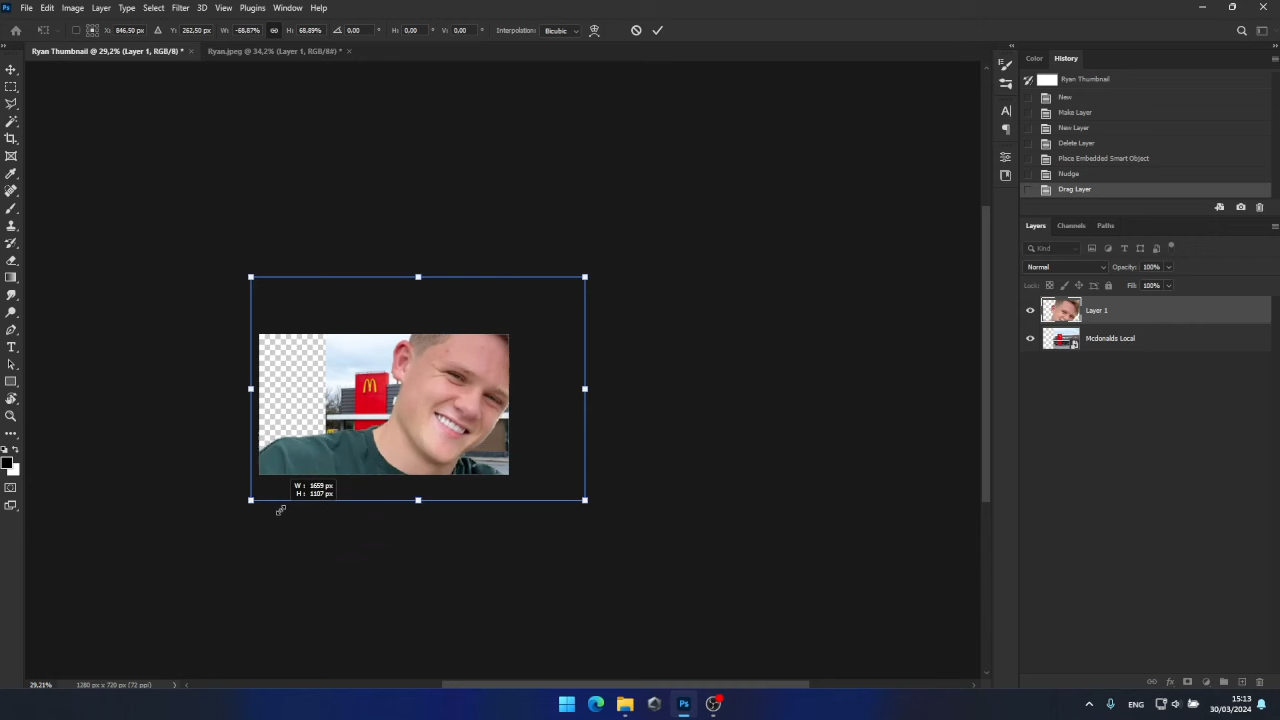 Ps File Edit Image Layer Type Select Filter 3D View Plugins Window Help
X: 846.50 px Y: 262.50 px W: -68.87% H: 68.89% 0.00 H: 0.00 V: 0.00 Interpolation: Bicubic
Ryan Thumbnail @ 29,2% (Layer 1, RGB/8) * × Ryan.jpeg @ 34,2% (Layer 1, RGB/8#) * ×
Color History
Ryan Thumbnail
New
Make Layer
New Layer
Delete Layer
Place Embedded Smart Object
Nudge
Drag Layer
Layers Channels Paths
Kind
Normal Opacity: 100%
Lock: Fill: 100%
Layer 1
Mcdonalds Local
W : 1659 px
H : 1107 px
29,21% 1280 px x 720 px (72 ppi)
Ps ENG 15:13
30/03/2024